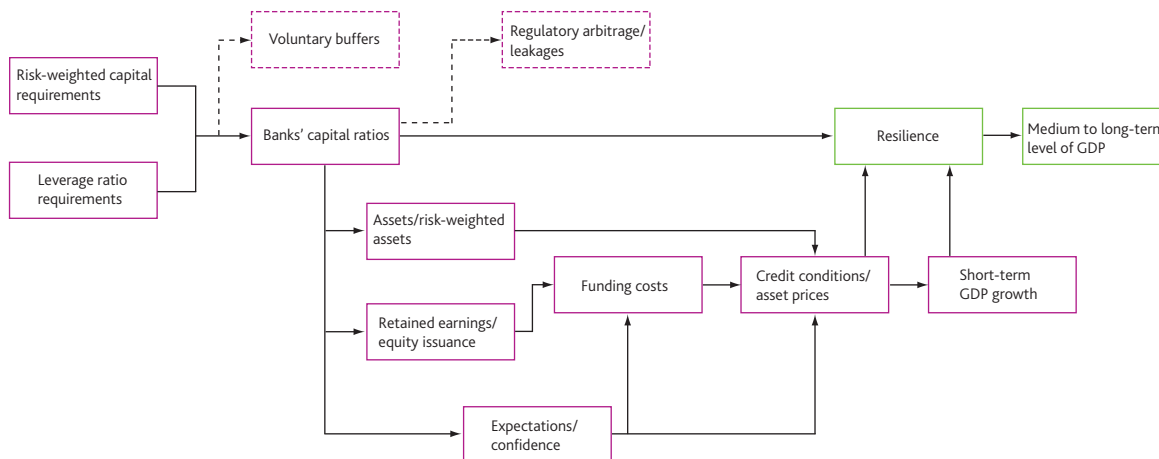 Voluntary buffers
Regulatory arbitrage/
leakages
Risk-weighted capital
requirements
Banks’ capital ratios
Resilience
Medium to long-term
level of GDP
Leverage ratio
requirements
Assets/risk-weighted
assets
Funding costs
Credit conditions/
asset prices
Short-term
GDP growth
Retained earnings/
equity issuance
Expectations/
confidence